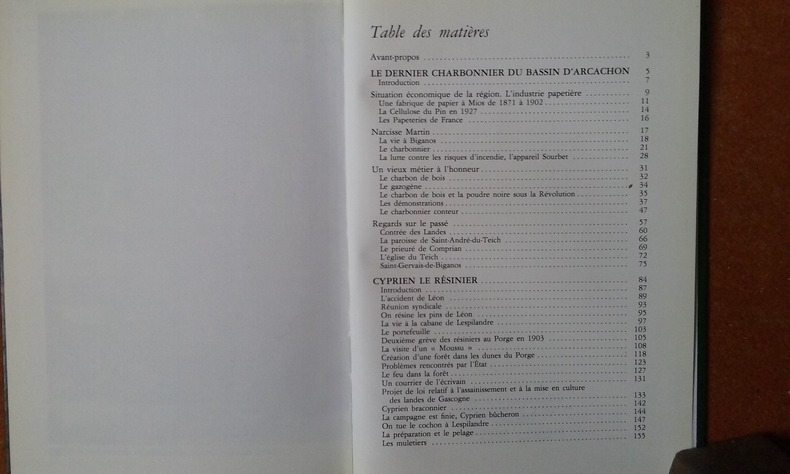 Table des matières
Avant-propos 3
LE DERNIER CHARBONNIER DU BASSIN D'ARCACHON 5
Introduction 7
Situation économique de la région. L'industrie papetière 9
Une fabrique de papier à Mios de 1871 à 1902 11
La Cellulose du Pin en 1927 14
Les Papeteries de France 16
Narcisse Martin 17
La vie à Biganos 18
Le charbonnier 21
La lutte contre les risques d'incendie, l'appareil Sourbet 28
Un vieux métier à l'honneur 31
Le charbon de bois 32
Le gazogène 34
Le charbon de bois et la poudre noire sous la Révolution 35
Les démonstrations 37
Le charbonnier conteur 47
Regards sur le passé 57
Contrée des Landes 60
La paroisse de Saint-André-du-Teich 66
Le prieuré de Comprian 69
L'église du Teich 72
Saint-Gervais-de-Biganos 75
CYPRIEN LE RÉSINIER 84
Introduction 87
L'accident de Léon 89
Réunion syndicale 93
On résine les pins de Léon 95
La vie à la cabane de Lespilandre 97
Le portefeuille 103
Deuxième grève des résiniers au Porge en 1903 105
La visite d'un « Moussu » 108
Création d'une forêt dans les dunes du Porge 118
Problèmes rencontrés par l'État 123
Le feu dans la forêt 127
Un courrier de l'écrivain 131
Projet de loi relatif à l'assainissement et à la mise en culture
des landes de Gascogne 133
Cyprien braconnier 142
La campagne est finie, Cyprien bûcheron 144
On tue le cochon à Lespilandre 147
La préparation et le pelage 152
Les muletiers 155